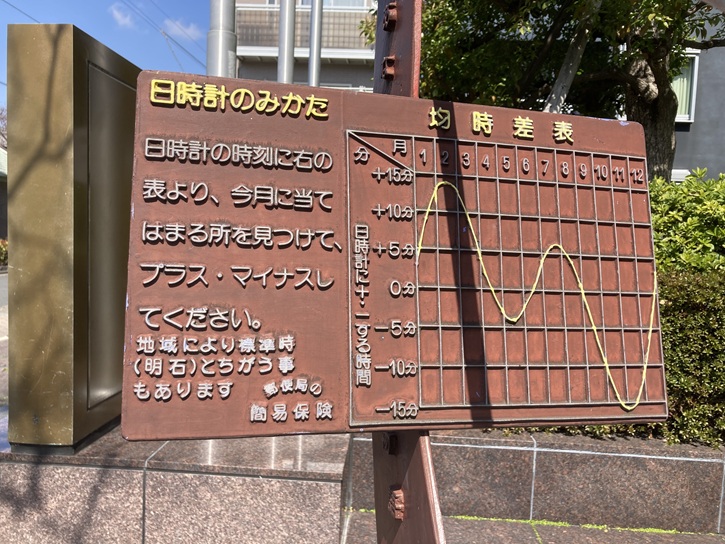 日時計のみかた
日時計の時刻に右の
表より、今月に当て
はまる所を見つけて、
プラス・マイナスし
てください。
地域により標準時
(明石)とちがう事
もあります
郵便局の
簡易保険
均時差表
月
分
1 2 3 4 5 6 7 8 9 10 11 12
+15分
+10分
+5分
0分
-5分
-10分
-15分
日時計に+・-する時間